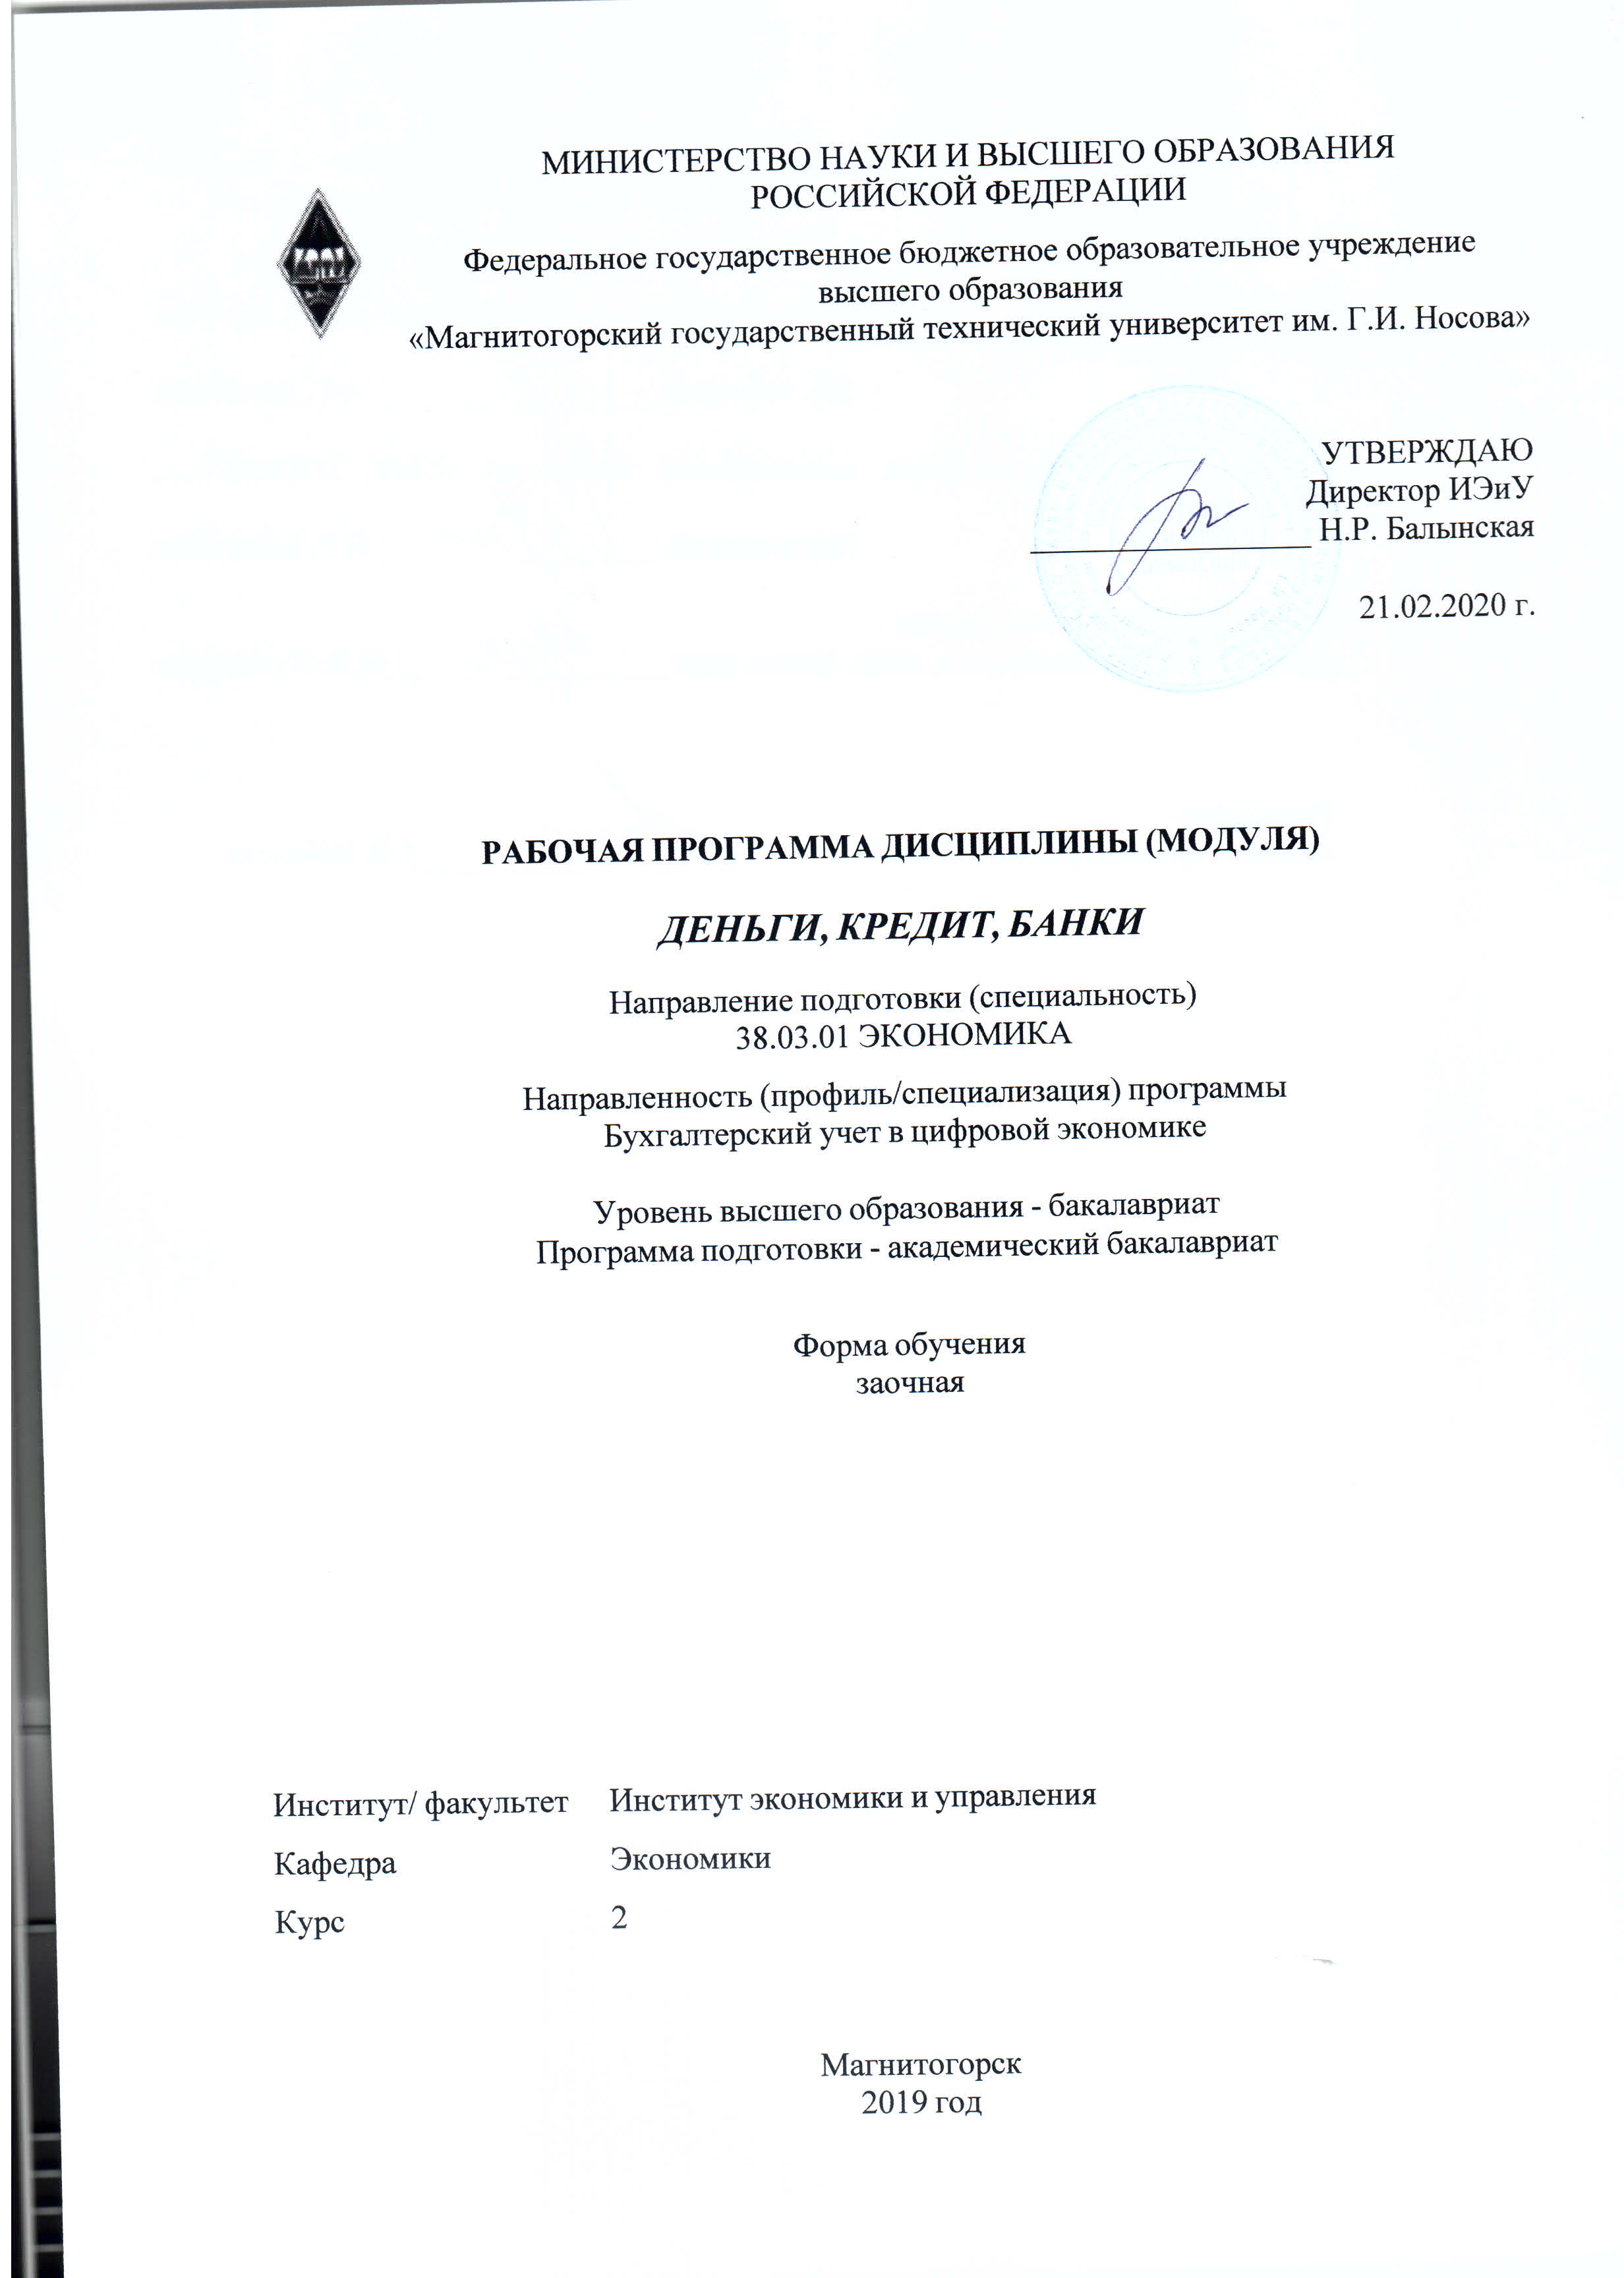 МИНИСТЕРСТВО НАУКИ И ВЫСШЕГО ОБРАЗОВАНИЯ
РОССИЙСКОЙ ФЕДЕРАЦИИ
Федеральное государственное бюджетное образовательное учреждение
высшего образования
«Магнитогорский государственный технический университет им. Г.И. Носова»
УТВЕРЖДАЮ
Директор ИЭиУ
Н.Р. Балынская
21.02.2020 г.
РАБОЧАЯ ПРОГРАММА ДИСЦИПЛИНЫ (МОДУЛЯ)
ДЕНЬГИ, КРЕДИТ, БАНКИ
Направление подготовки (специальность)
38.03.01 ЭКОНОМИКА
Направленность (профиль/специализация) программы
Бухгалтерский учет в цифровой экономике
Уровень высшего образования - бакалавриат
Программа подготовки - академический бакалавриат
Форма обучения
заочная
Институт/ факультет Институт экономики и управления
Кафедра Экономики
Курс 2
Магнитогорск
2019 год